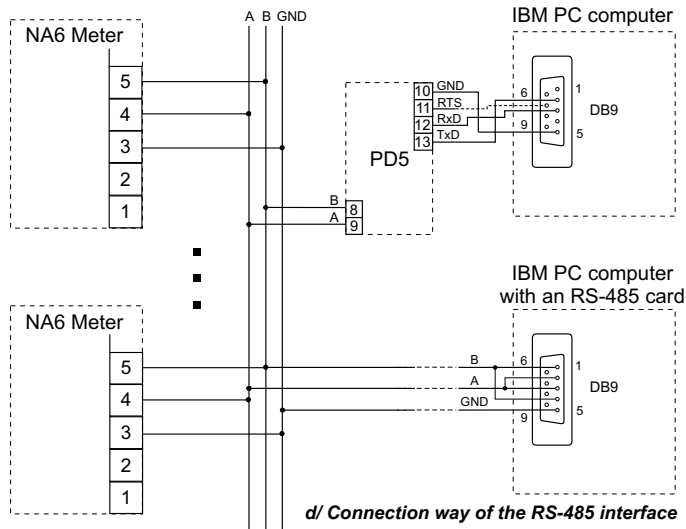 A B GND
IBM PC computer
NA6 Meter
5
4
3
2
1
10 GND
11 RTS
12 RxD
13 TxD
PD5
B 8
A 9
6
9
1
5
DB9
IBM PC computer
with an RS-485 card
NA6 Meter
5
4
3
2
1
B
A
GND
6
9
1
5
DB9
d/ Connection way of the RS-485 interface